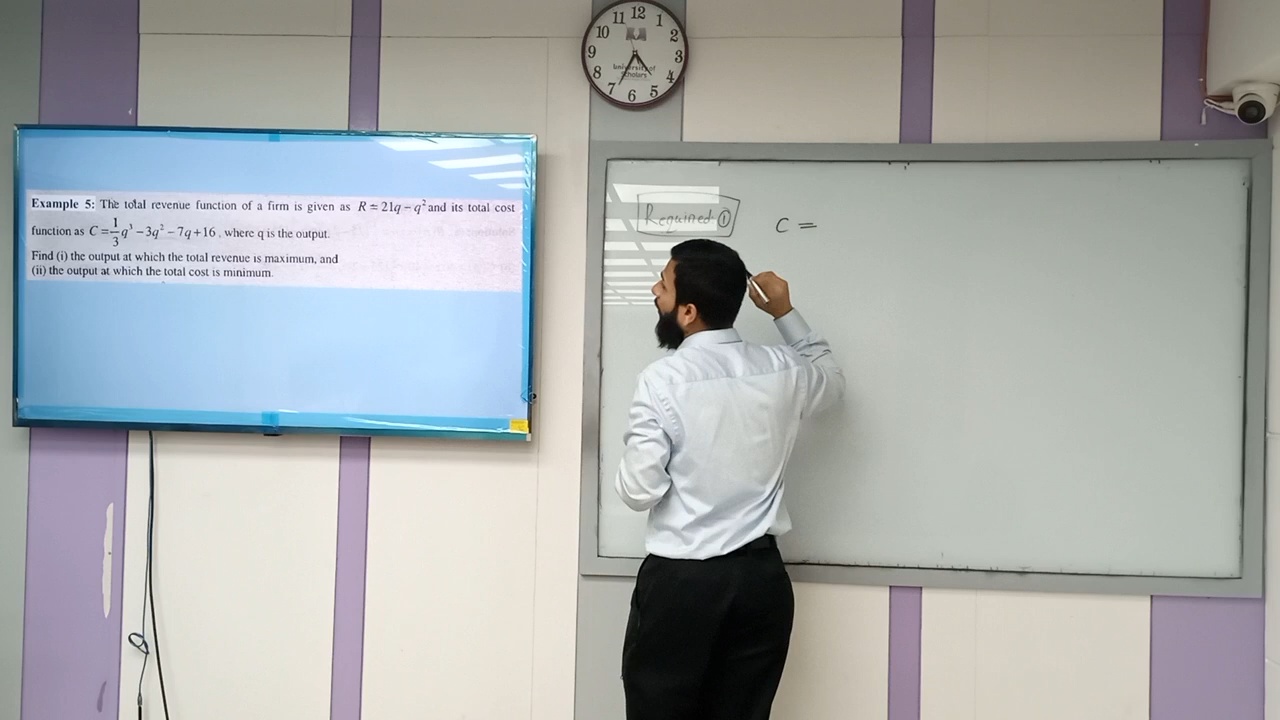 12
11 1
10 2
9 3
University of
Scholars
8 4
7 5
6
Example 5: The total revenue function of a firm is given as R = 21q − q² and its total cost
function as C = 1/3 q³ − 3q² − 7q + 16 , where q is the output.
Find (i) the output at which the total revenue is maximum, and
(ii) the output at which the total cost is minimum.
Required ① C =